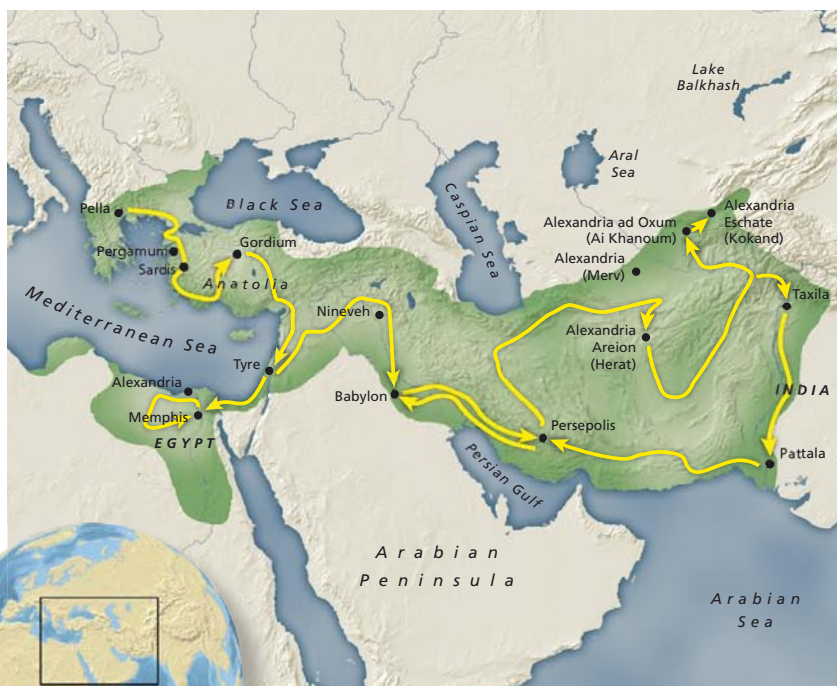 Lake
Balkhash
Aral
Sea
Caspian Sea
Black Sea
Pella
Alexandria
Eschate
(Kokand)
Alexandria ad Oxum
(Ai Khanoum)
Pergamum
Gordium
Sardis
Anatolia
Alexandria
(Merv)
Mediterranean Sea
Nineveh
Taxila
Alexandria
Areion
(Herat)
Tyre
Alexandria
Babylon
INDIA
Memphis
EGYPT
Persepolis
Pattala
Persian Gulf
Arabian
Peninsula
Arabian
Sea